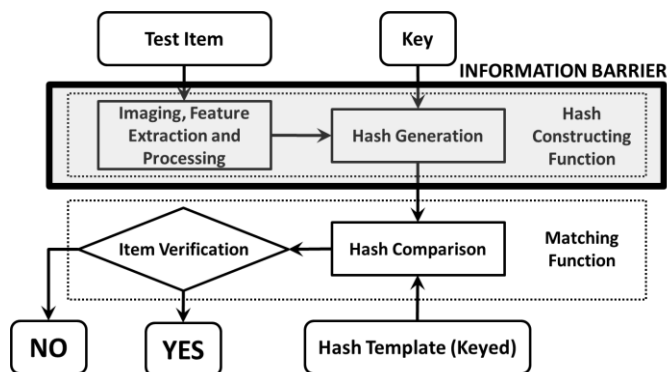 Test Item
Key
INFORMATION BARRIER
Imaging, Feature
Extraction and
Processing
Hash Generation
Hash
Constructing
Function
Item Verification
Hash Comparison
Matching
Function
NO
YES
Hash Template (Keyed)